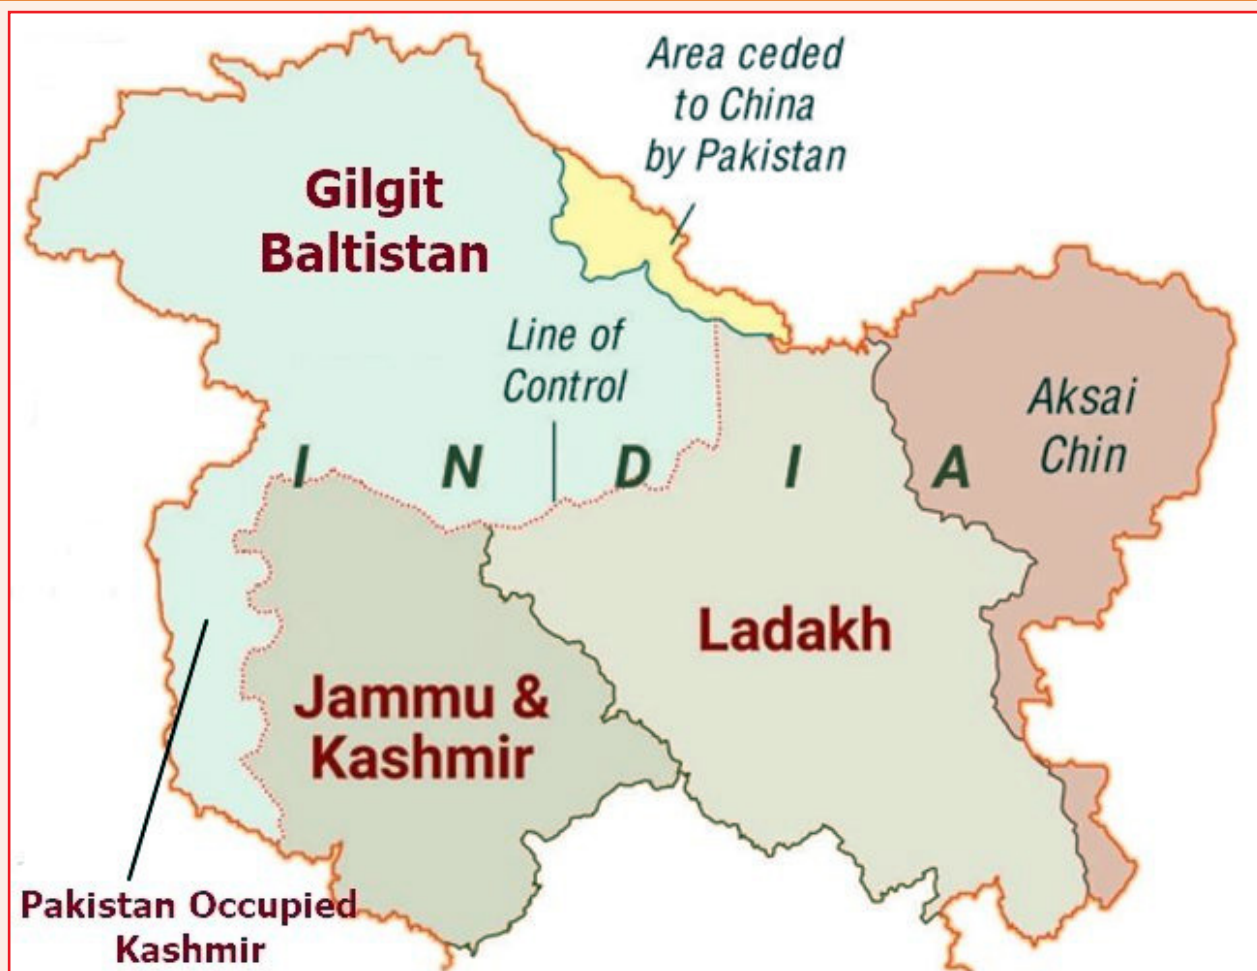 Area ceded
to China
by Pakistan
Gilgit
Baltistan
Line of
Control
Aksai
Chin
I N D I A
Ladakh
Jammu &
Kashmir
Pakistan Occupied
Kashmir